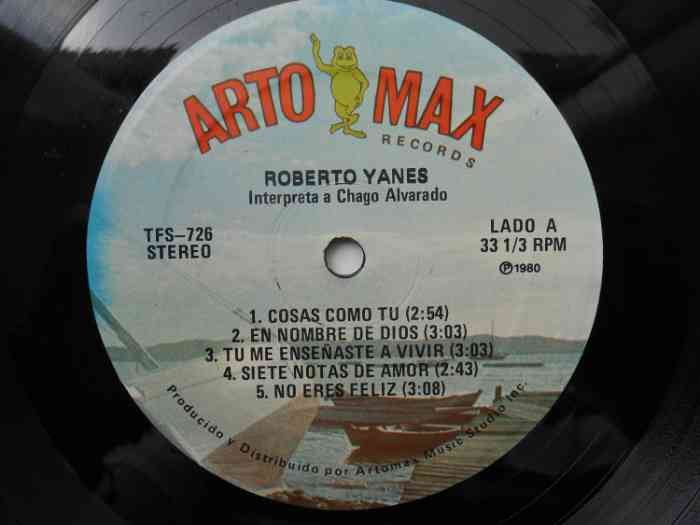 ARTO MAX
RECORDS
ROBERTO YANES
Interpreta a Chago Alvarado
TFS-726
STEREO
LADO A
33 1/3 RPM
℗1980
1. COSAS COMO TU (2:54)
2. EN NOMBRE DE DIOS (3:03)
3. TU ME ENSEÑASTE A VIVIR (3:03)
4. SIETE NOTAS DE AMOR (2:43)
5. NO ERES FELIZ (3:08)
Producido y Distribuido por Artomax Music Studio Inc.